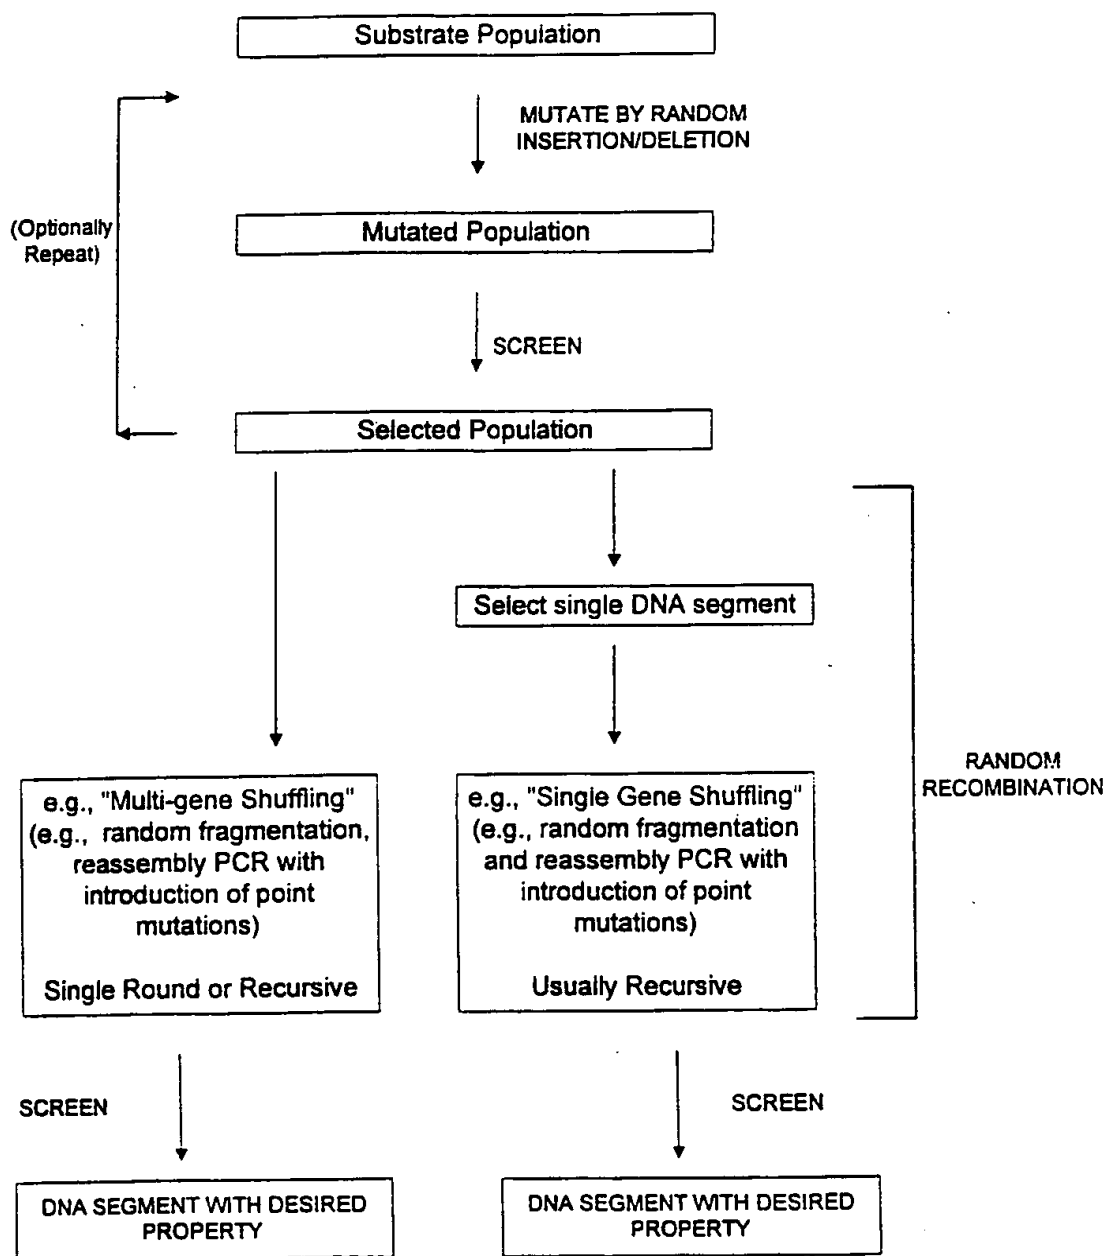 Substrate Population
MUTATE BY RANDOM
INSERTION/DELETION
(Optionally
Repeat)
Mutated Population
SCREEN
Selected Population
Select single DNA segment
RANDOM
RECOMBINATION
e.g., "Multi-gene Shuffling"
(e.g., random fragmentation,
reassembly PCR with
introduction of point
mutations)
Single Round or Recursive
e.g., "Single Gene Shuffling"
(e.g., random fragmentation
and reassembly PCR with
introduction of point
mutations)
Usually Recursive
SCREEN
SCREEN
DNA SEGMENT WITH DESIRED
PROPERTY
DNA SEGMENT WITH DESIRED
PROPERTY